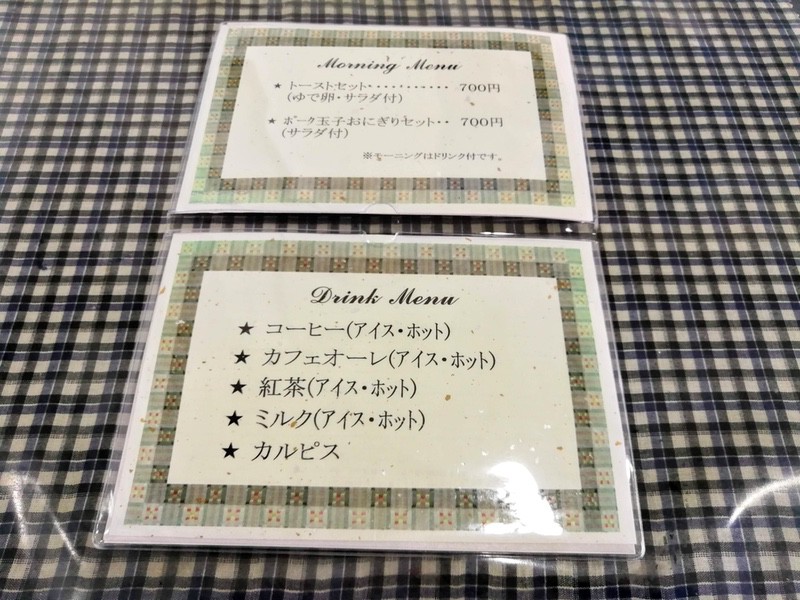 Morning Menu
★ トーストセット・・・・・・・・・・・ 700円
(ゆで卵・サラダ付)
★ ポーク玉子おにぎりセット・・ 700円
(サラダ付)
※モーニングはドリンク付です。
Drink Menu
★ コーヒー(アイス・ホット)
★ カフェオーレ(アイス・ホット)
★ 紅茶(アイス・ホット)
★ ミルク(アイス・ホット)
★ カルピス